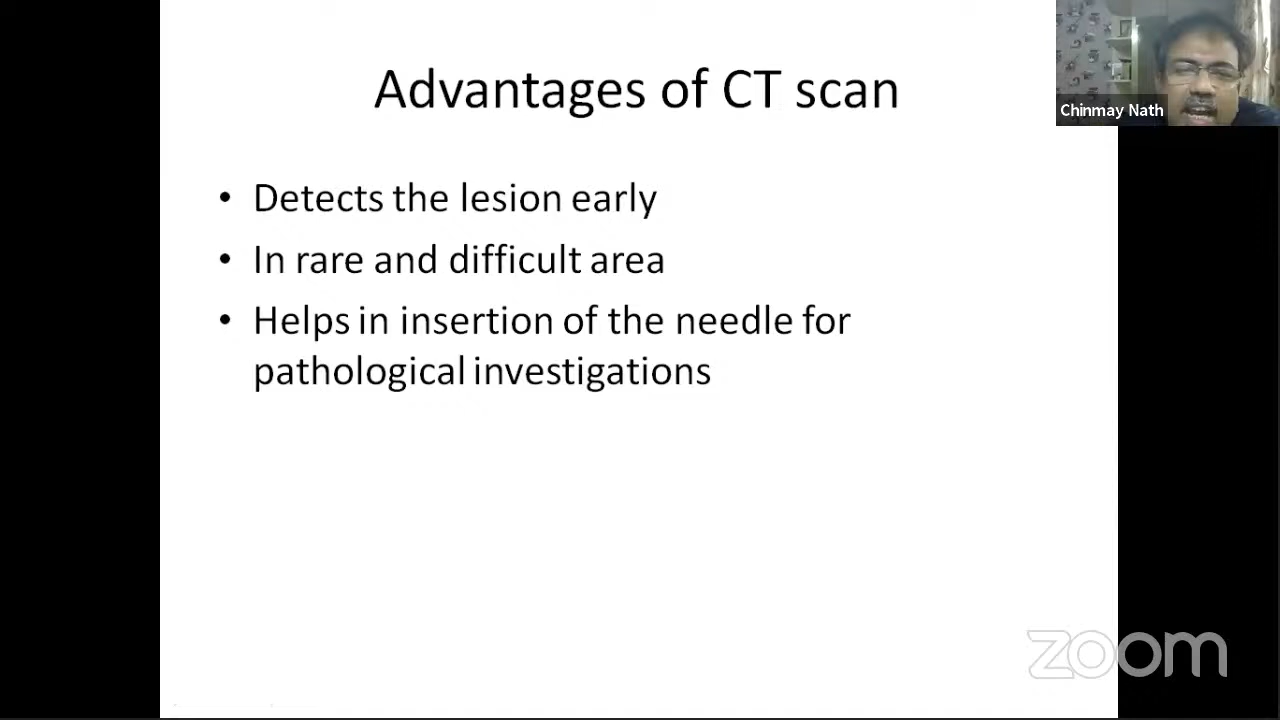 Advantages of CT scan
Chinmay Nath
• Detects the lesion early
• In rare and difficult area
• Helps in insertion of the needle for
pathological investigations
zoom